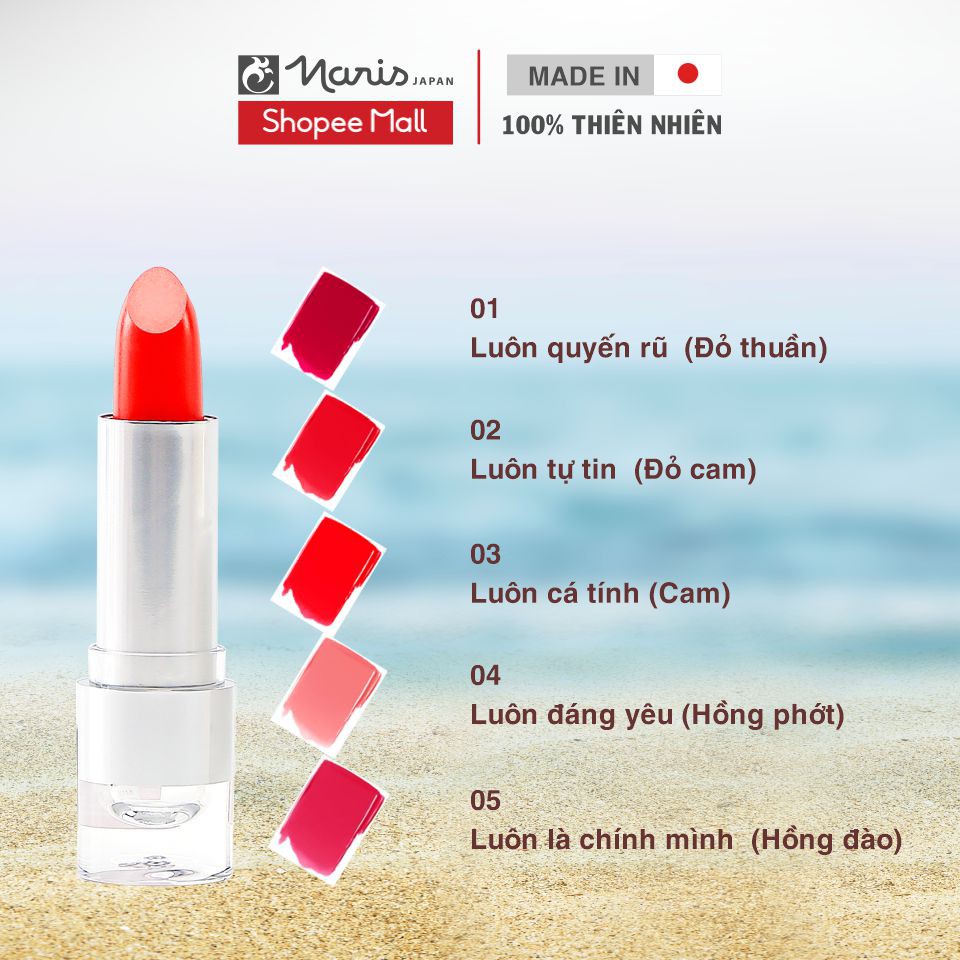 Naris JAPAN
Shopee Mall
MADE IN
100% THIÊN NHIÊN
01
Luôn quyến rũ (Đỏ thuần)
02
Luôn tự tin (Đỏ cam)
03
Luôn cá tính (Cam)
04
Luôn đáng yêu (Hồng phớt)
05
Luôn là chính mình (Hồng đào)